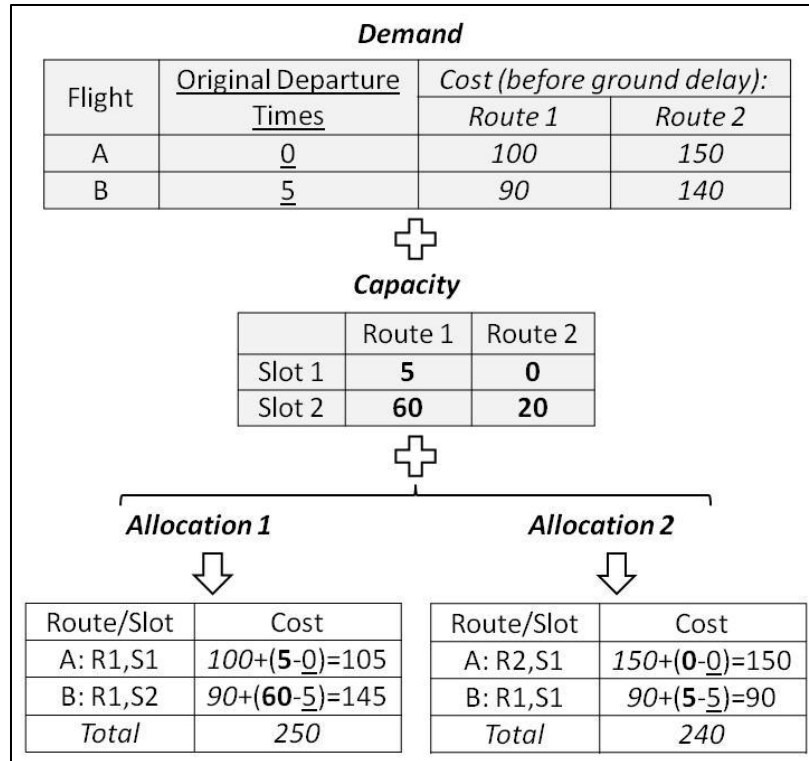 Demand
Flight Original Departure Times Cost (before ground delay):
Route 1 Route 2
A 0 100 150
B 5 90 140
Capacity
Route 1 Route 2
Slot 1 5 0
Slot 2 60 20
Allocation 1 Allocation 2
Route/Slot Cost Route/Slot Cost
A: R1,S1 100+(5-0)=105 A: R2,S1 150+(0-0)=150
B: R1,S2 90+(60-5)=145 B: R1,S1 90+(5-5)=90
Total 250 Total 240